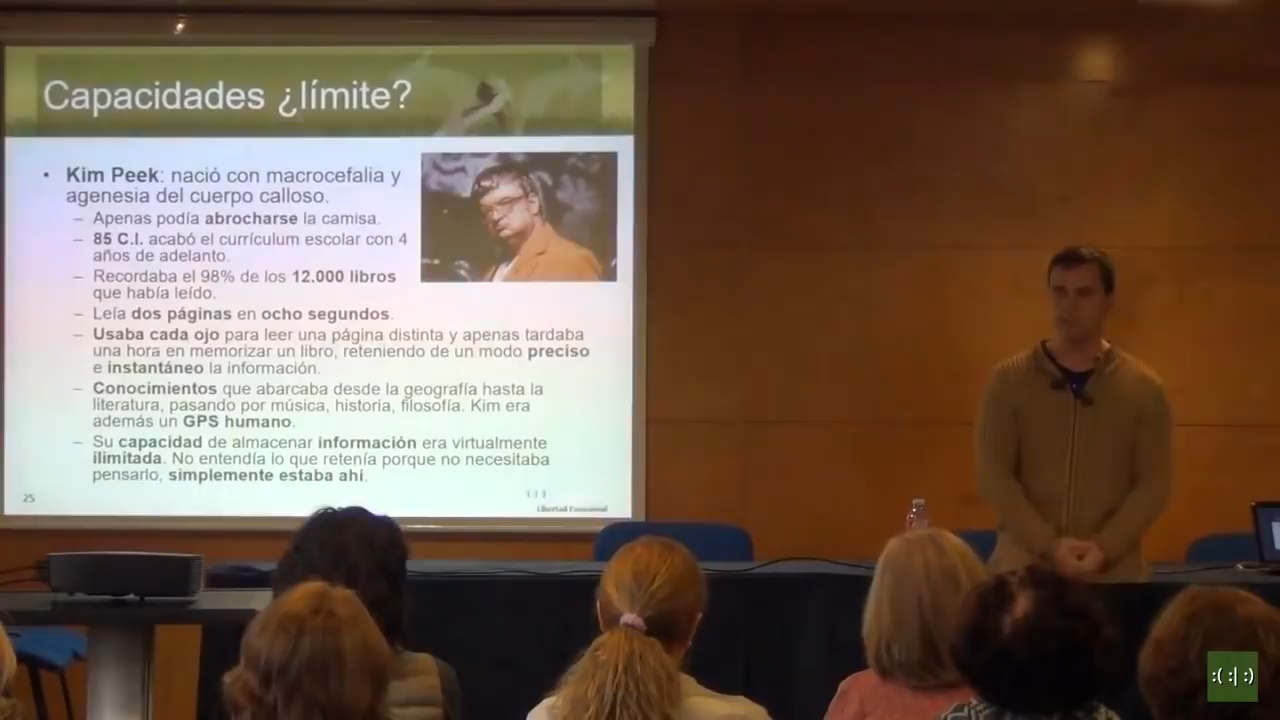 Capacidades ¿límite?
• Kim Peek: nació con macrocefalia y
agenesia del cuerpo calloso.
– Apenas podía abrocharse la camisa.
– 85 C.I. acabó el currículum escolar con 4
años de adelanto.
– Recordaba el 98% de los 12.000 libros
que había leído.
– Leía dos páginas en ocho segundos.
– Usaba cada ojo para leer una página distinta y apenas tardaba
una hora en memorizar un libro, reteniendo de un modo preciso
e instantáneo la información.
– Conocimientos que abarcaba desde la geografía hasta la
literatura, pasando por música, historia, filosofía. Kim era
además un GPS humano.
– Su capacidad de almacenar información era virtualmente
ilimitada. No entendía lo que retenía porque no necesitaba
pensarlo, simplemente estaba ahí.
25
Libertad Emocional
:( :| :)